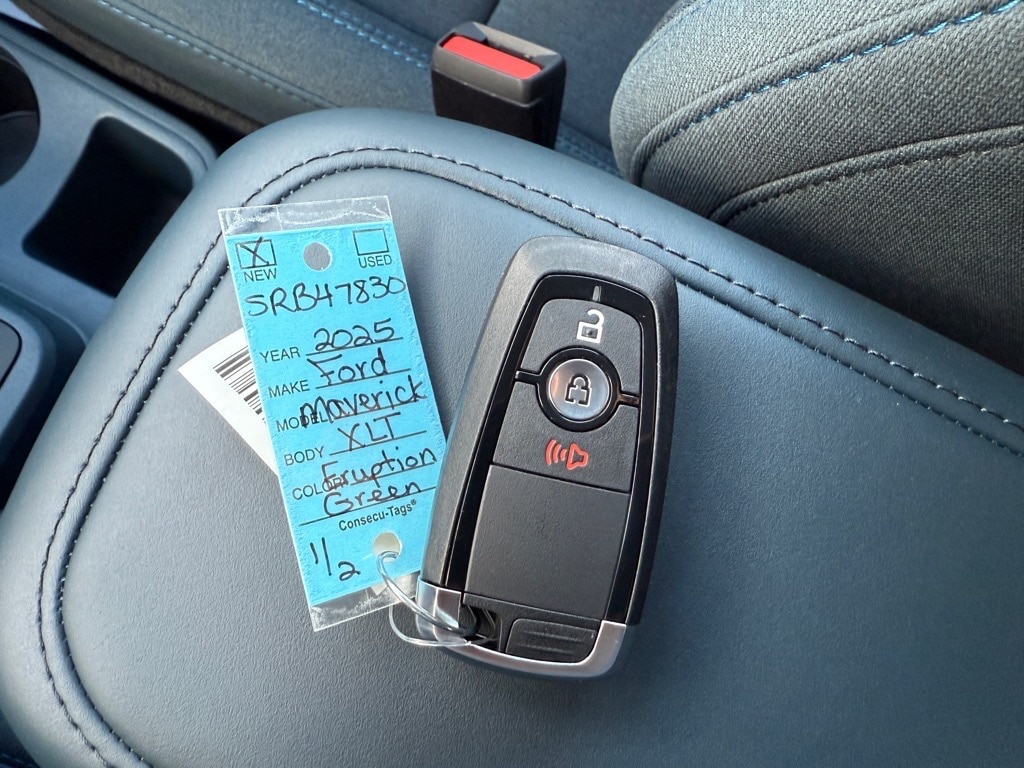 X
NEW USED
SRB47830
YEAR 2025
MAKE Ford
MODEL Maverick
BODY XLT
COLOR Eruption
Green
Consecu-Tags®
1/2